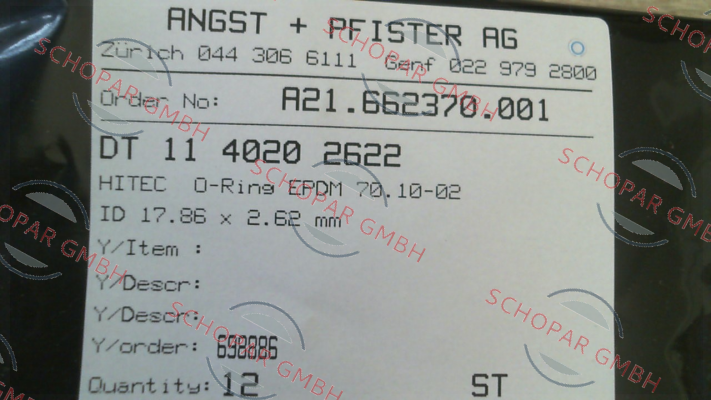 ANGST + PFISTER AG
Zürich 044 306 6111 Genf 022 979 2800
Order No: A21.662370.001
DT 11 4020 2622
HITEC O-Ring EPDM 70.10-02
ID 17.86 x 2.62 mm
Y/Item :
Y/Descr:
Y/Descr:
Y/order: 698886
Quantity: 12 ST
SCHOPAR GMBH
SCHOPAR GMBH
SCHOPAR GMBH
SCHOPAR GMBH
SCHOPAR GMBH
SCHOPAR GMBH
SCHOPAR GMBH